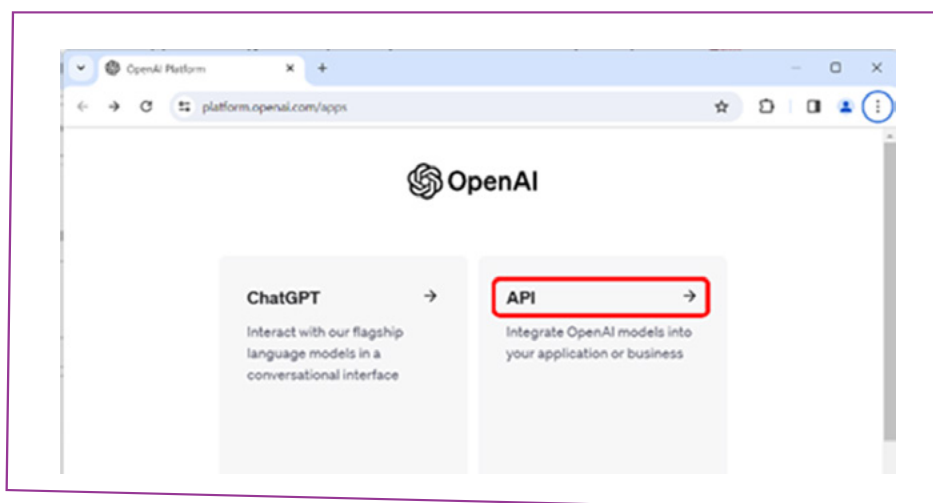 OpenAI Platform
platform.openai.com/apps
OpenAI
ChatGPT
Interact with our flagship
language models in a
conversational interface
API
Integrate OpenAI models into
your application or business